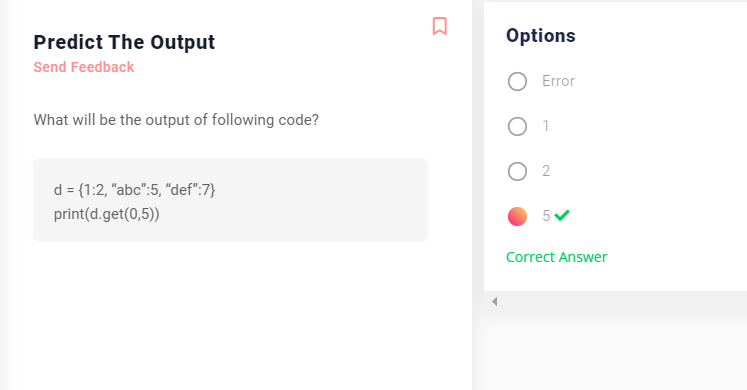 Predict The Output
Send Feedback
What will be the output of following code?
d = {1:2, “abc”:5, “def”:7}
print(d.get(0,5))
Options
Error
1
2
5
Correct Answer